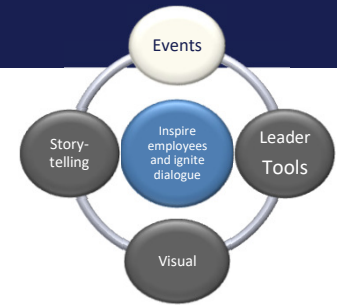 Events
Story-
telling
Inspire
employees
and ignite
dialogue
Leader
Tools
Visual